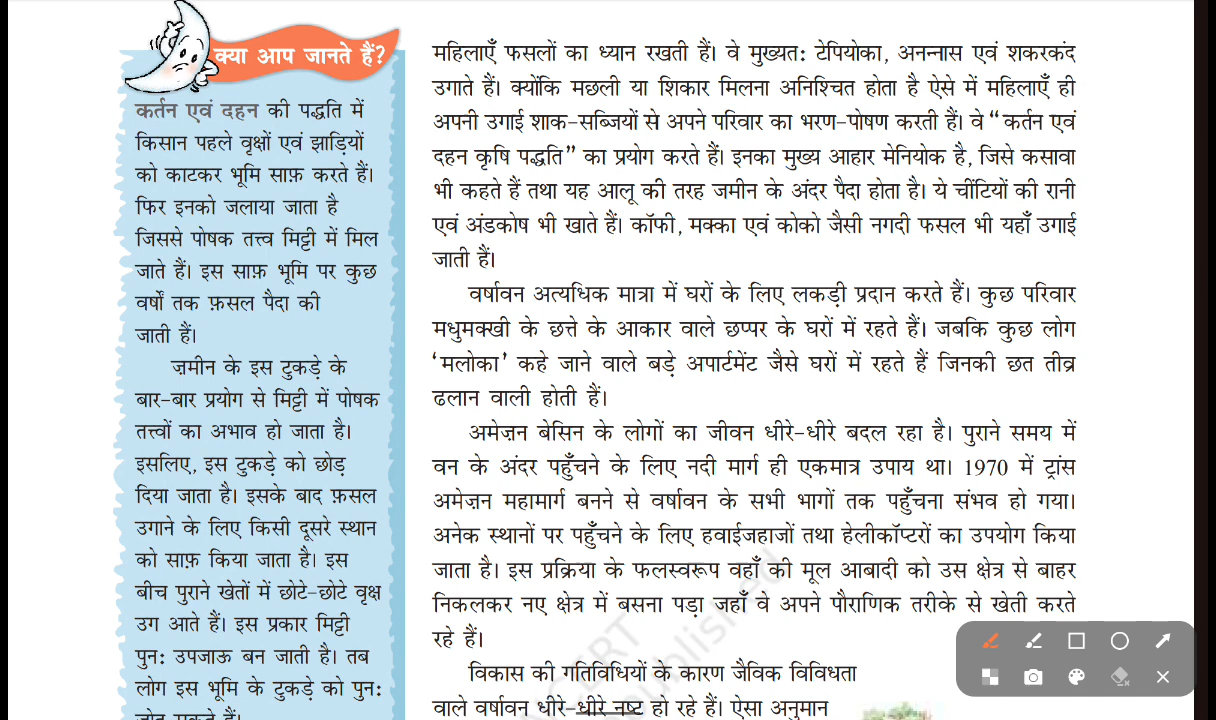 क्या आप जानते हैं?
कर्तन एवं दहन की पद्धति में
किसान पहले वृक्षों एवं झाड़ियों
को काटकर भूमि साफ़ करते हैं।
फिर इनको जलाया जाता है
जिससे पोषक तत्त्व मिट्टी में मिल
जाते हैं। इस साफ़ भूमि पर कुछ
वर्षों तक फ़सल पैदा की
जाती हैं।
ज़मीन के इस टुकड़े के
बार-बार प्रयोग से मिट्टी में पोषक
तत्त्वों का अभाव हो जाता है।
इसलिए, इस टुकड़े को छोड़
दिया जाता है। इसके बाद फ़सल
उगाने के लिए किसी दूसरे स्थान
को साफ़ किया जाता है। इस
बीच पुराने खेतों में छोटे-छोटे वृक्ष
उग आते हैं। इस प्रकार मिट्टी
पुन: उपजाऊ बन जाती है। तब
लोग इस भूमि के टुकड़े को पुन:
जोत सकते हैं।
महिलाएँ फसलों का ध्यान रखती हैं। वे मुख्यत: टेपियोका, अनन्नास एवं शकरकंद
उगाते हैं। क्योंकि मछली या शिकार मिलना अनिश्चित होता है ऐसे में महिलाएँ ही
अपनी उगाई शाक-सब्जियों से अपने परिवार का भरण-पोषण करती हैं। वे “कर्तन एवं
दहन कृषि पद्धति” का प्रयोग करते हैं। इनका मुख्य आहार मेनियोक है, जिसे कसावा
भी कहते हैं तथा यह आलू की तरह जमीन के अंदर पैदा होता है। ये चींटियों की रानी
एवं अंडकोष भी खाते हैं। कॉफी, मक्का एवं कोको जैसी नगदी फसल भी यहाँ उगाई
जाती हैं।
वर्षावन अत्यधिक मात्रा में घरों के लिए लकड़ी प्रदान करते हैं। कुछ परिवार
मधुमक्खी के छत्ते के आकार वाले छप्पर के घरों में रहते हैं। जबकि कुछ लोग
‘मलोका’ कहे जाने वाले बड़े अपार्टमेंट जैसे घरों में रहते हैं जिनकी छत तीव्र
ढलान वाली होती हैं।
अमेज़न बेसिन के लोगों का जीवन धीरे-धीरे बदल रहा है। पुराने समय में
वन के अंदर पहुँचने के लिए नदी मार्ग ही एकमात्र उपाय था। 1970 में ट्रांस
अमेज़न महामार्ग बनने से वर्षावन के सभी भागों तक पहुँचना संभव हो गया।
अनेक स्थानों पर पहुँचने के लिए हवाईजहाजों तथा हेलीकॉप्टरों का उपयोग किया
जाता है। इस प्रक्रिया के फलस्वरूप वहाँ की मूल आबादी को उस क्षेत्र से बाहर
निकलकर नए क्षेत्र में बसना पड़ा जहाँ वे अपने पौराणिक तरीके से खेती करते
रहे हैं।
विकास की गतिविधियों के कारण जैविक विविधता
वाले वर्षावन धीरे-धीरे नष्ट हो रहे हैं। ऐसा अनुमान
NCERT
published